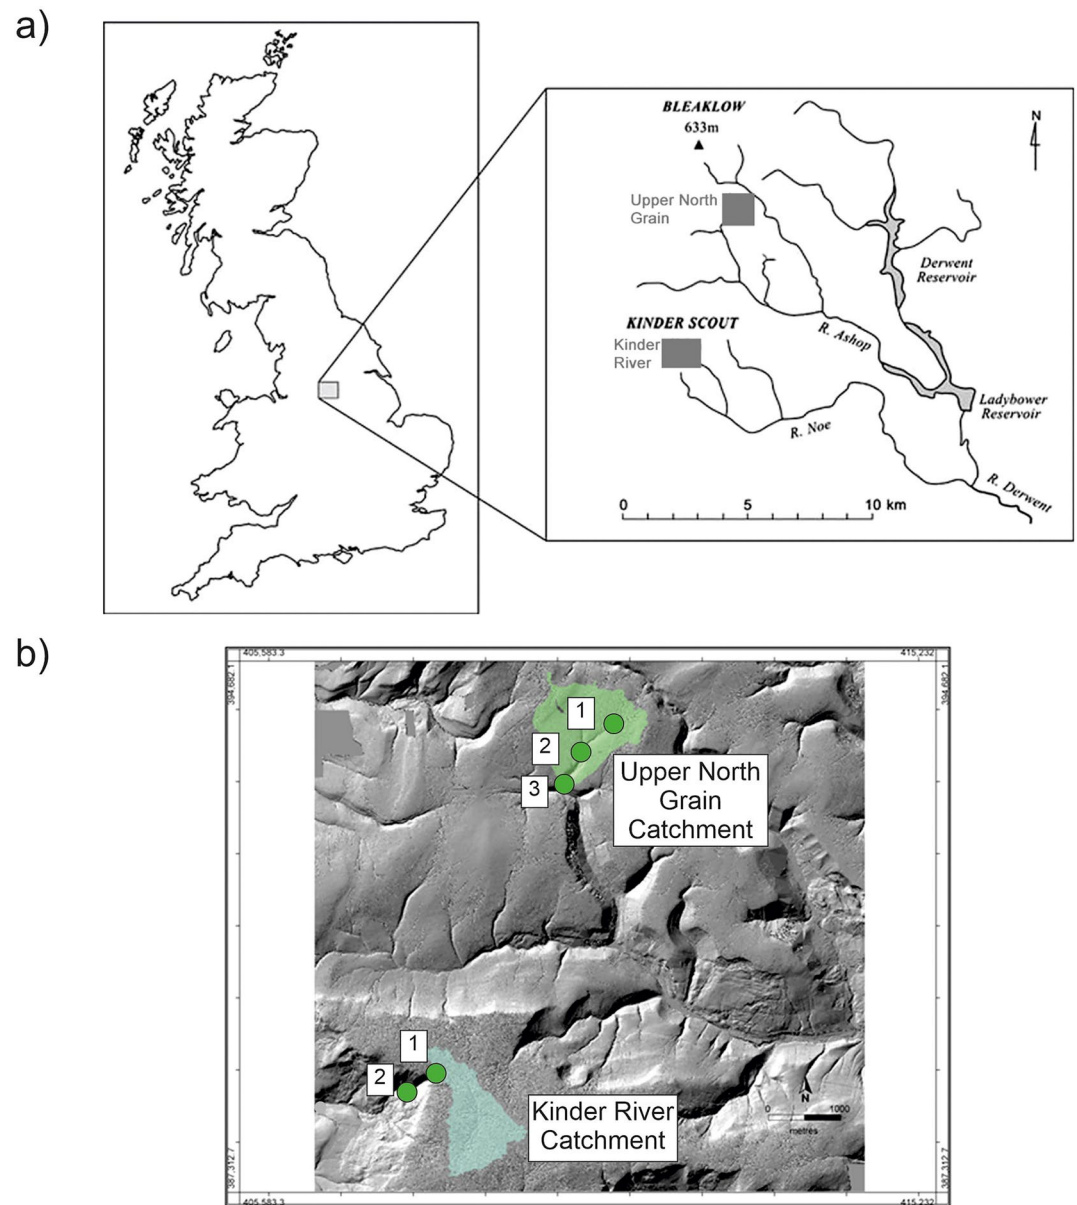 a)
BLEAKLOW
633m
N
Upper North
Grain
Derwent
Reservoir
KINDER SCOUT
R. Ashop
Kinder
River
Ladybower
Reservoir
R. Noe
R. Derwent
0 5 10 km
b)
405,583.3 415,232
394,682.1 394,682.1
1
2
Upper North
Grain
Catchment
3
1
2
N
0 1000
metres
Kinder River
Catchment
387,312.7 387,312.7
405,583.3 415,232